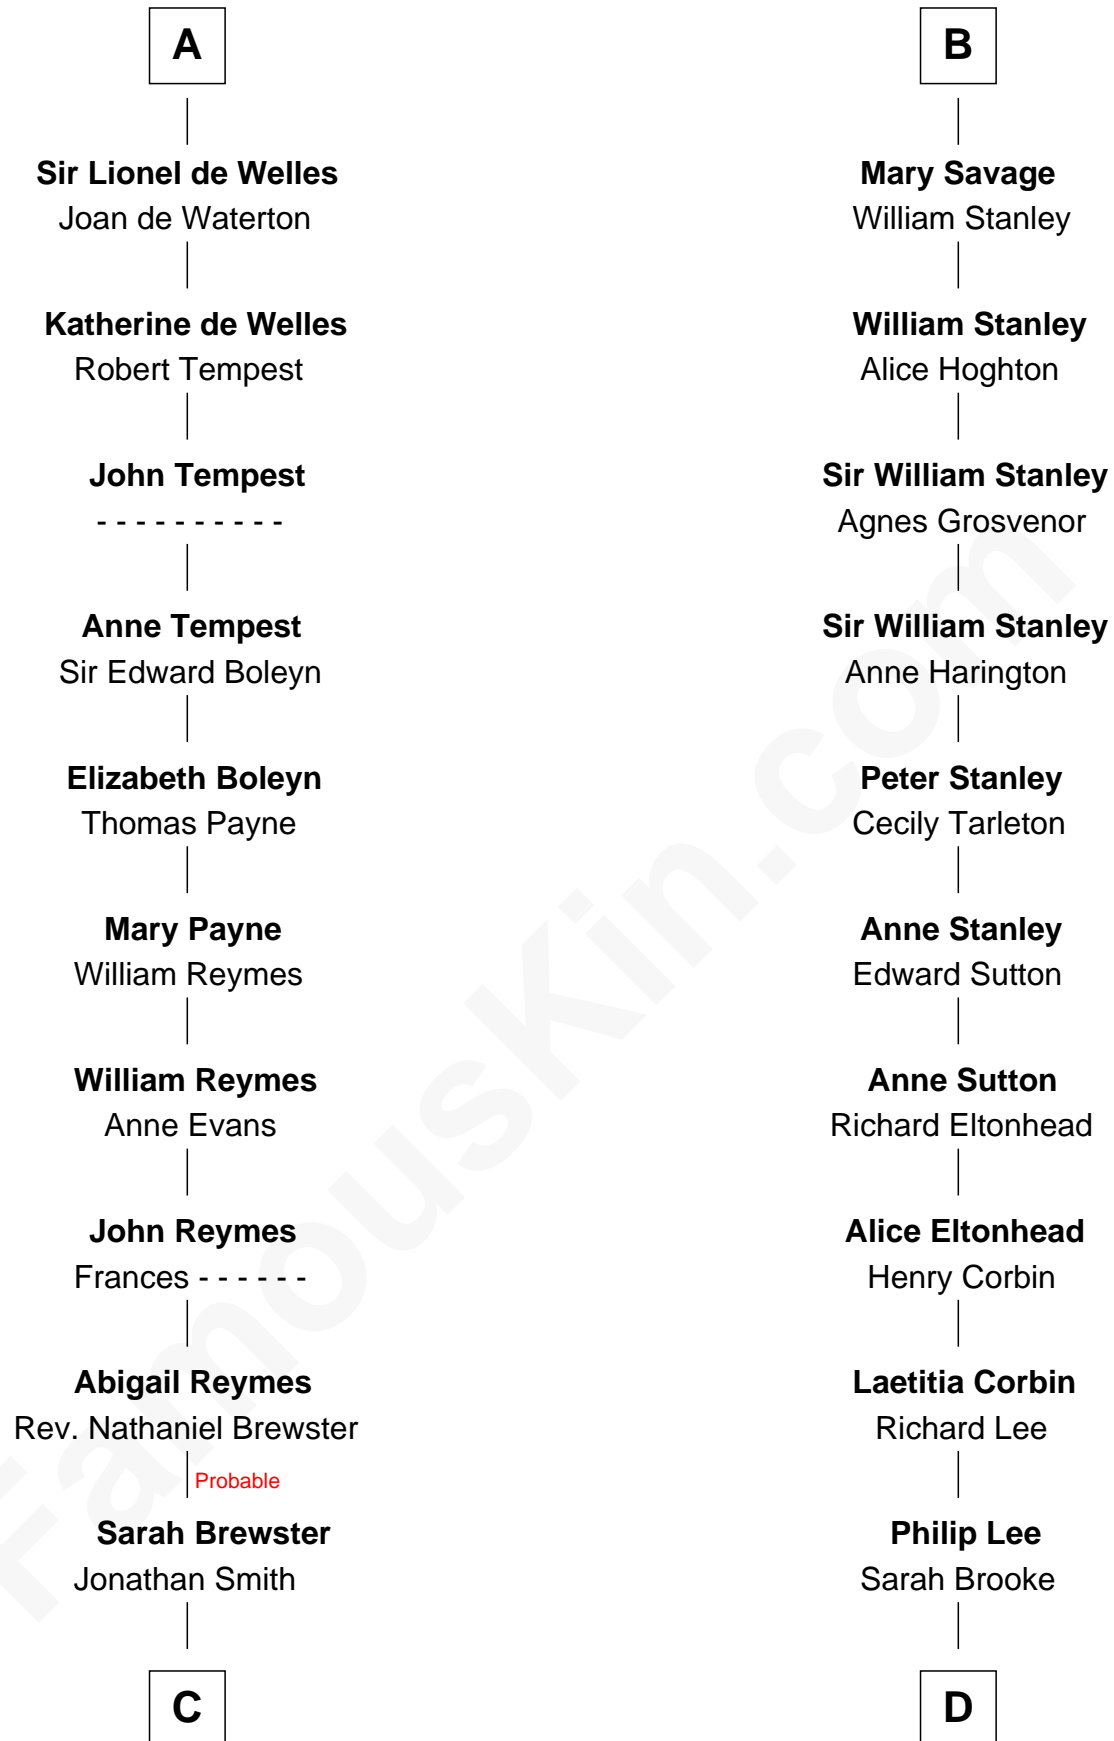 A
Sir Lionel de Welles
Joan de Waterton
Katherine de Welles
Robert Tempest
John Tempest
- - - - - - - - - -
Anne Tempest
Sir Edward Boleyn
Elizabeth Boleyn
Thomas Payne
Mary Payne
William Reymes
William Reymes
Anne Evans
John Reymes
Frances - - - - - -
Abigail Reymes
Rev. Nathaniel Brewster
Probable
Sarah Brewster
Jonathan Smith
C
B
Mary Savage
William Stanley
William Stanley
Alice Hoghton
Sir William Stanley
Agnes Grosvenor
Sir William Stanley
Anne Harington
Peter Stanley
Cecily Tarleton
Anne Stanley
Edward Sutton
Anne Sutton
Richard Eltonhead
Alice Eltonhead
Henry Corbin
Laetitia Corbin
Richard Lee
Philip Lee
Sarah Brooke
D
FamousKin.com